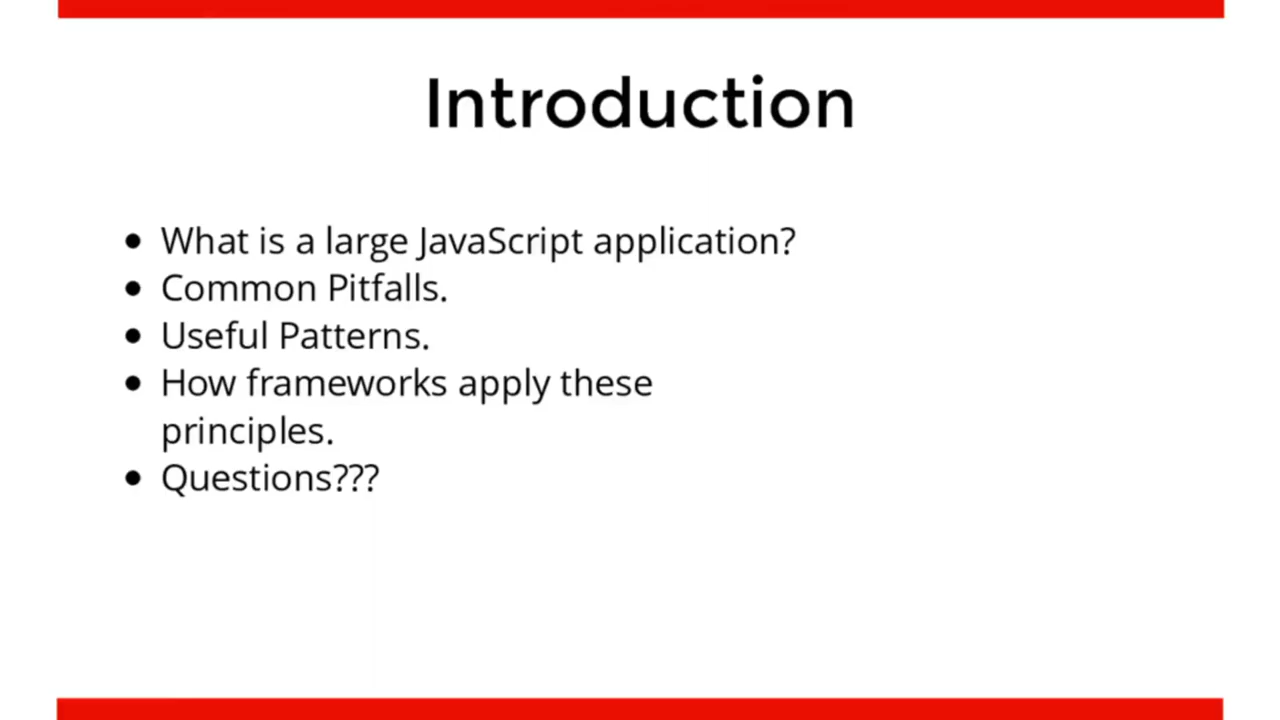 Introduction
• What is a large JavaScript application?
• Common Pitfalls.
• Useful Patterns.
• How frameworks apply these
principles.
• Questions???